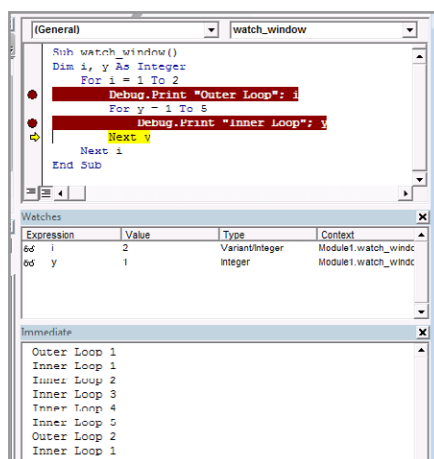 (General) watch_window
Sub watch_window()
Dim i, y As Integer
For i = 1 To 2
Debug.Print "Outer Loop"; i
For y = 1 To 5
Debug.Print "Inner Loop"; y
Next y
Next i
End Sub
Watches
Expression Value Type Context
i 2 Variant/Integer Module1.watch_windc
y 1 Integer Module1.watch_windc
Immediate
Outer Loop 1
Inner Loop 1
Inner Loop 2
Inner Loop 3
Inner Loop 4
Inner Loop 5
Outer Loop 2
Inner Loop 1